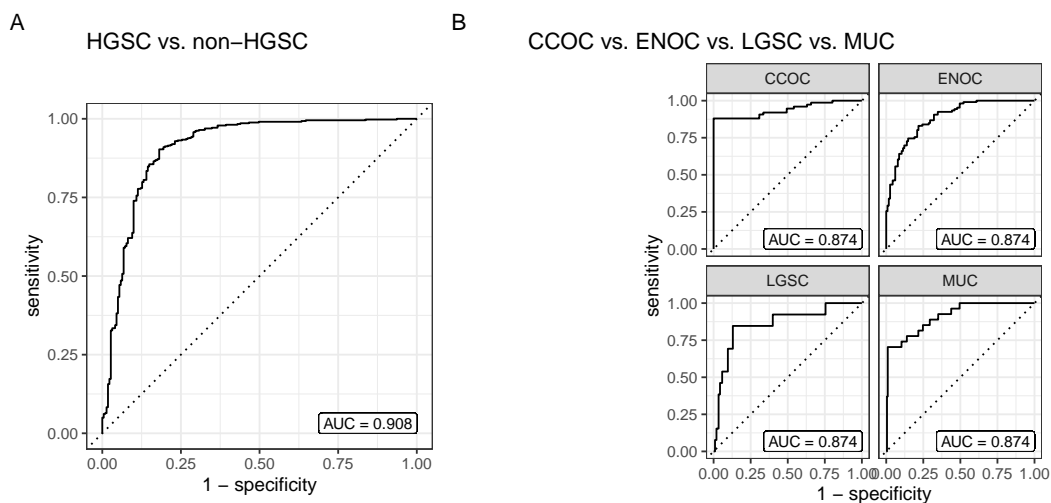 A
HGSC vs. non−HGSC
1.00
0.75
0.50
0.25
0.00
sensitivity
AUC = 0.908
0.00 0.25 0.50 0.75 1.00
1 − specificity
B
CCOC vs. ENOC vs. LGSC vs. MUC
CCOC
ENOC
1.00
0.75
0.50
0.25
0.00
AUC = 0.874
AUC = 0.874
sensitivity
LGSC
MUC
1.00
0.75
0.50
0.25
0.00
AUC = 0.874
AUC = 0.874
0.00 0.25 0.50 0.75 1.00
0.00 0.25 0.50 0.75 1.00
1 − specificity